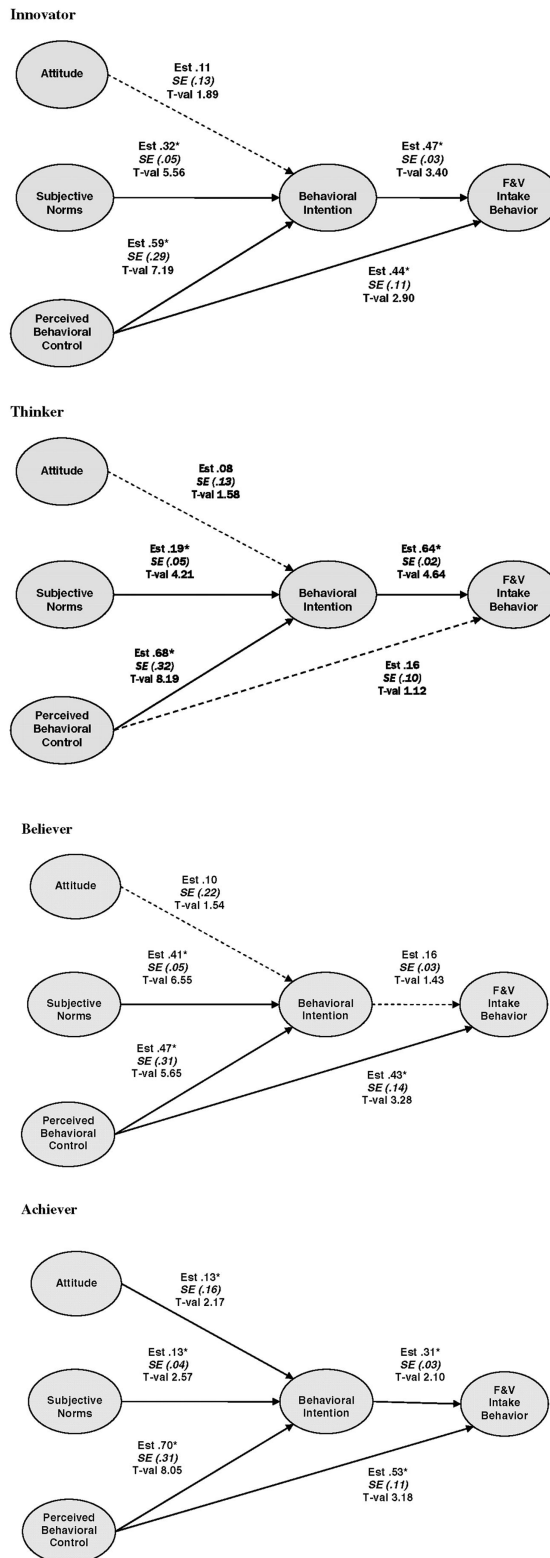 Innovator
Attitude
Est .11
SE (.13)
T-val 1.89
Est .32*
SE (.05)
T-val 5.56
Est .47*
SE (.03)
T-val 3.40
Subjective
Norms
Behavioral
Intention
F&V
Intake
Behavior
Est .59*
SE (.29)
T-val 7.19
Est .44*
SE (.11)
T-val 2.90
Perceived
Behavioral
Control
Thinker
Attitude
Est .08
SE (.13)
T-val 1.58
Est .19*
SE (.05)
T-val 4.21
Est .64*
SE (.02)
T-val 4.64
Subjective
Norms
Behavioral
Intention
F&V
Intake
Behavior
Est .68*
SE (.32)
T-val 8.19
Est .16
SE (.10)
T-val 1.12
Perceived
Behavioral
Control
Believer
Attitude
Est .10
SE (.22)
T-val 1.54
Est .41*
SE (.05)
T-val 6.55
Est .16
SE (.03)
T-val 1.43
Subjective
Norms
Behavioral
Intention
F&V
Intake
Behavior
Est .47*
SE (.31)
T-val 5.65
Est .43*
SE (.14)
T-val 3.28
Perceived
Behavioral
Control
Achiever
Attitude
Est .13*
SE (.16)
T-val 2.17
Est .13*
SE (.04)
T-val 2.57
Est .31*
SE (.03)
T-val 2.10
Subjective
Norms
Behavioral
Intention
F&V
Intake
Behavior
Est .70*
SE (.31)
T-val 8.05
Est .53*
SE (.11)
T-val 3.18
Perceived
Behavioral
Control